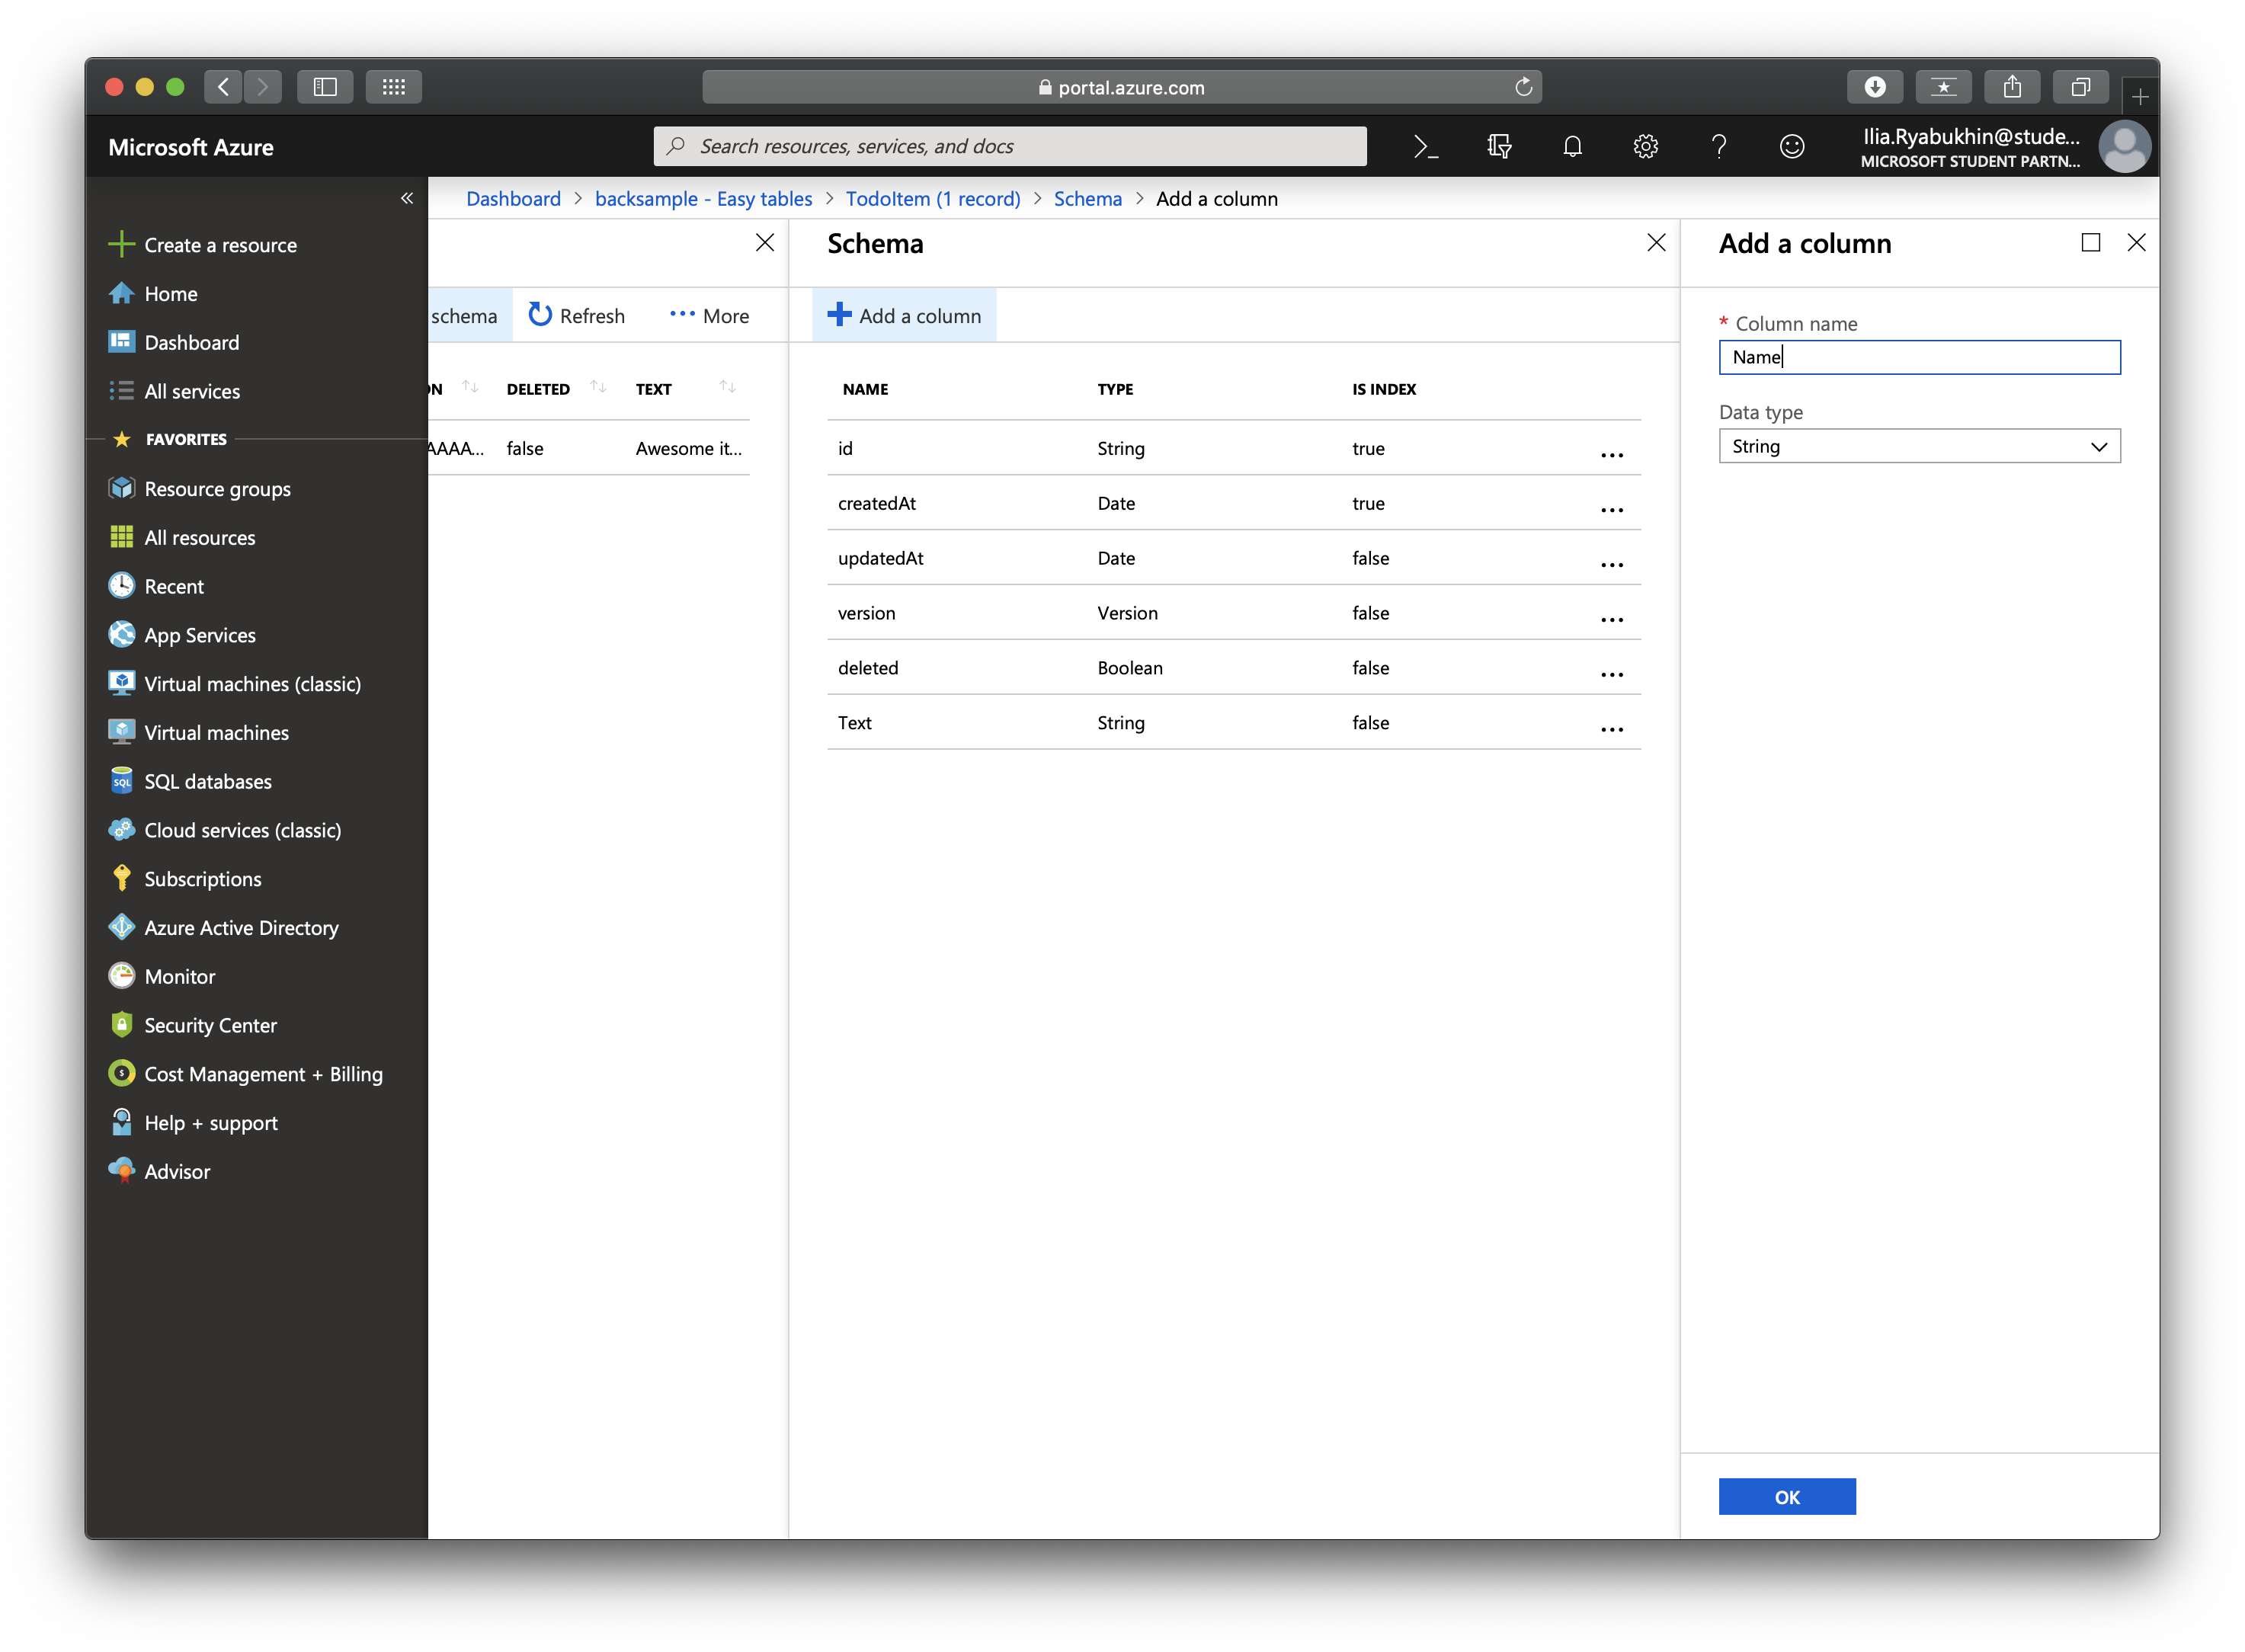 portal.azure.com
Microsoft Azure
Search resources, services, and docs
Ilia.Ryabukhin@stude...
MICROSOFT STUDENT PARTN...
Dashboard > backsample - Easy tables > TodoItem (1 record) > Schema > Add a column
Create a resource
Home
Dashboard
All services
FAVORITES
Resource groups
All resources
Recent
App Services
Virtual machines (classic)
Virtual machines
SQL databases
Cloud services (classic)
Subscriptions
Azure Active Directory
Monitor
Security Center
Cost Management + Billing
Help + support
Advisor
schema Refresh ... More
ON DELETED TEXT
AAAA... false Awesome it...
Schema
Add a column
NAME TYPE IS INDEX
id String true ...
createdAt Date true ...
updatedAt Date false ...
version Version false ...
deleted Boolean false ...
Text String false ...
Add a column
* Column name
Name
Data type
String
OK